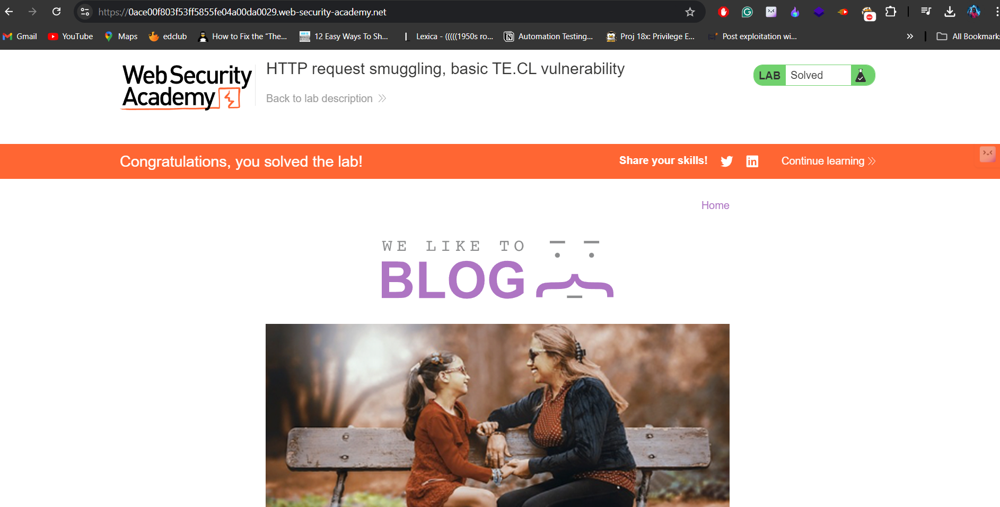 https://0ace00f803f53ff5855fe04a00da0029.web-security-academy.net
Gmail YouTube Maps edclub How to Fix the “The... 12 Easy Ways To Sh... Lexica - (((((1950s ro... Automation Testing... Proj 18x: Privilege E... Post exploitation wi... All Bookmarks
Web Security
Academy
HTTP request smuggling, basic TE.CL vulnerability
Back to lab description
LAB Solved
Congratulations, you solved the lab!
Share your skills!
Continue learning
Home
WE LIKE TO
BLOG